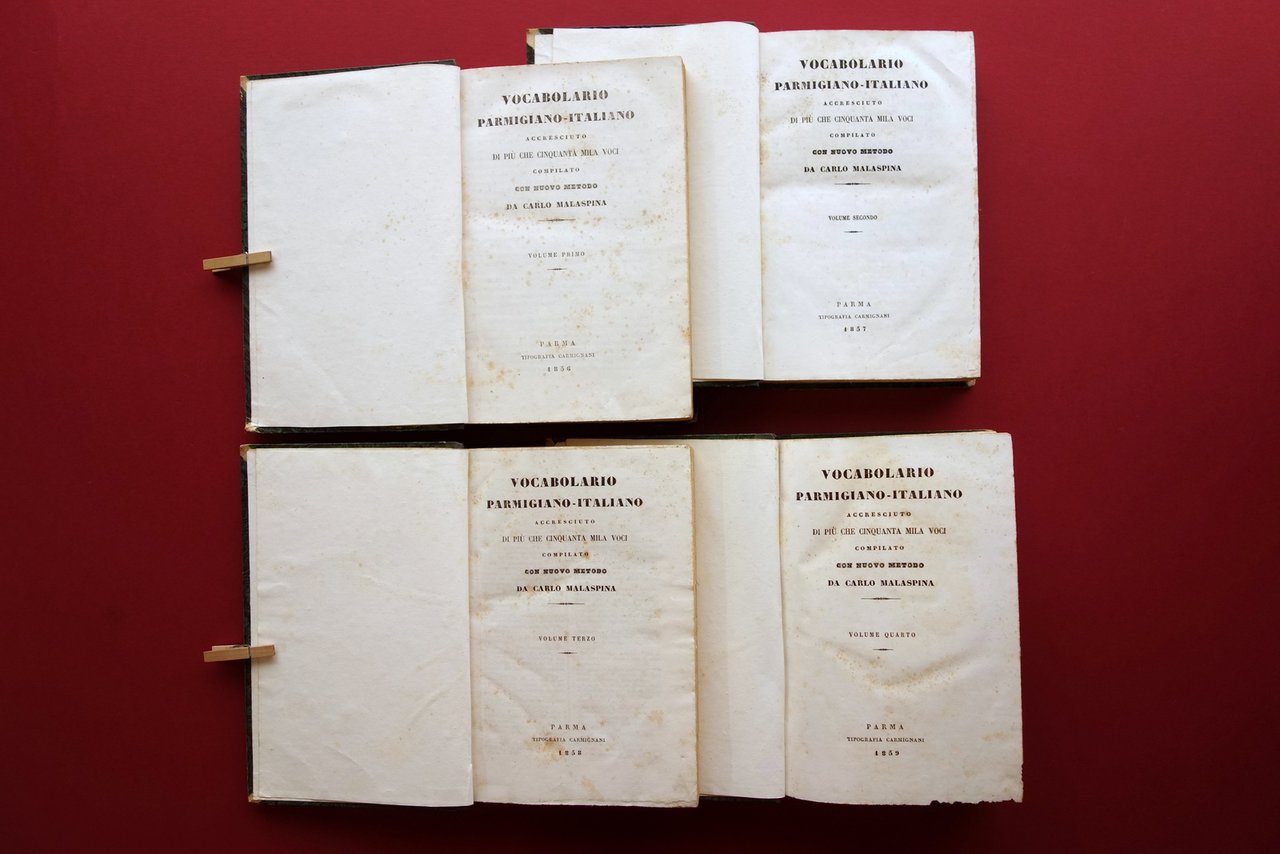 VOCABOLARIO
PARMIGIANO-ITALIANO
ACCRESCIUTO
DI PIÙ CHE CINQUANTA MILA VOCI
COMPILATO
CON NUOVO METODO
DA CARLO MALASPINA
VOLUME PRIMO
PARMA
TIPOGRAFIA CARMIGNANI
1856
VOCABOLARIO
PARMIGIANO-ITALIANO
ACCRESCIUTO
DI PIÙ CHE CINQUANTA MILA VOCI
COMPILATO
CON NUOVO METODO
DA CARLO MALASPINA
VOLUME SECONDO
PARMA
TIPOGRAFIA CARMIGNANI
1857
VOCABOLARIO
PARMIGIANO-ITALIANO
ACCRESCIUTO
DI PIÙ CHE CINQUANTA MILA VOCI
COMPILATO
CON NUOVO METODO
DA CARLO MALASPINA
VOLUME TERZO
PARMA
TIPOGRAFIA CARMIGNANI
1858
VOCABOLARIO
PARMIGIANO-ITALIANO
ACCRESCIUTO
DI PIÙ CHE CINQUANTA MILA VOCI
COMPILATO
CON NUOVO METODO
DA CARLO MALASPINA
VOLUME QUARTO
PARMA
TIPOGRAFIA CARMIGNANI
1859